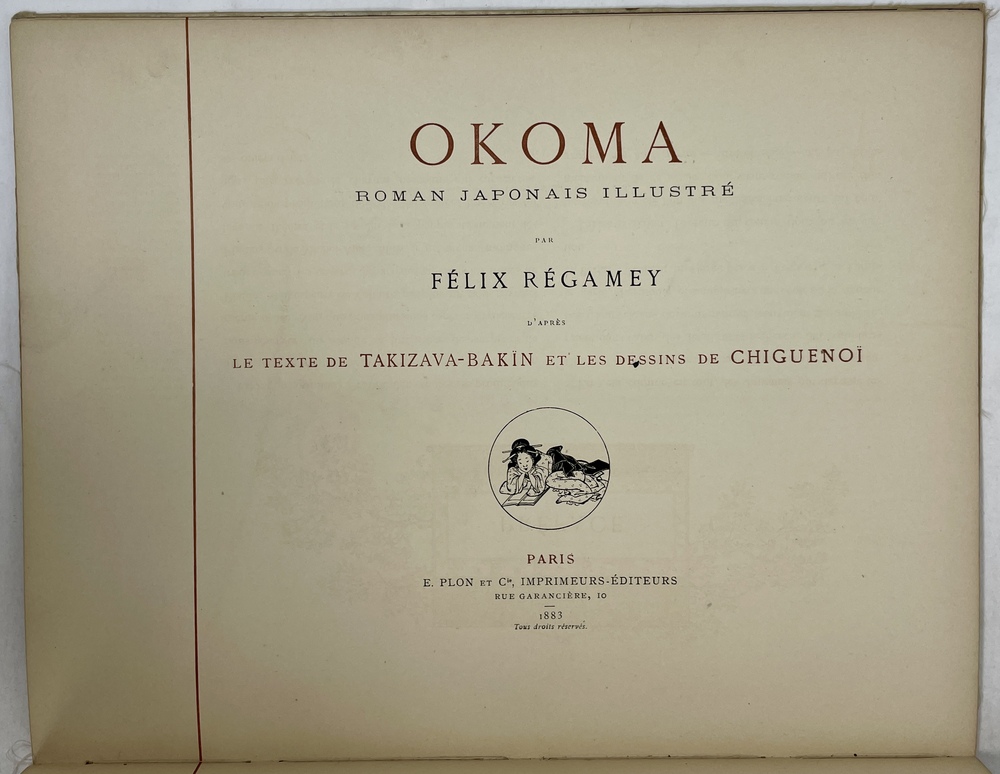 OKOMA
ROMAN JAPONAIS ILLUSTRÉ
PAR
FÉLIX RÉGAMEY
D'APRÈS
LE TEXTE DE TAKIZAVA-BAKÏN ET LES DESSINS DE CHIGUENOÏ
PARIS
E. PLON ET Cie, IMPRIMEURS-ÉDITEURS
RUE GARANCIÈRE, 10
1883
Tous droits réservés.